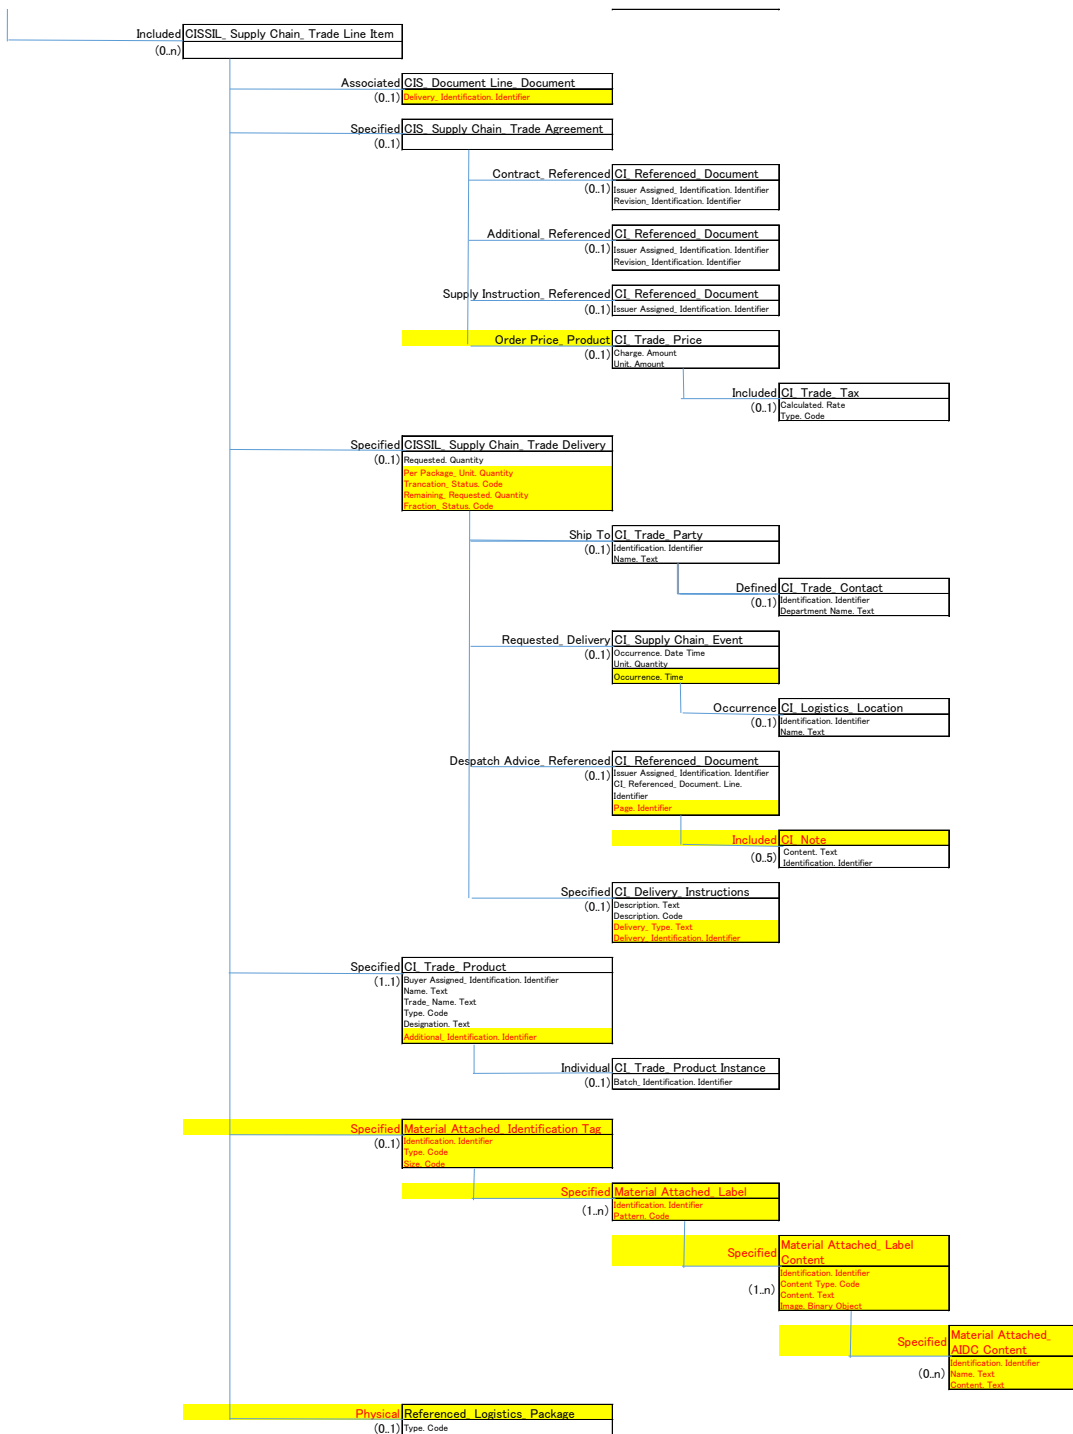 Included CISSIL_ Supply Chain_ Trade Line Item
(0..n)
Associated CIS_ Document Line_ Document
(0..1) Delivery_ Identification. Identifier
Specified CIS_ Supply Chain_ Trade Agreement
(0..1)
Contract_ Referenced CI_ Referenced_ Document
(0..1) Issuer Assigned_ Identification. Identifier
Revision_ Identification. Identifier
Additional_ Referenced CI_ Referenced_ Document
(0..1) Issuer Assigned_ Identification. Identifier
Revision_ Identification. Identifier
Supply Instruction_ Referenced CI_ Referenced_ Document
(0..1) Issuer Assigned_ Identification. Identifier
Order Price_ Product CI_ Trade_ Price
(0..1) Charge. Amount
Unit. Amount
Included CI_ Trade_ Tax
(0..1) Calculated. Rate
Type. Code
Specified CISSIL_ Supply Chain_ Trade Delivery
(0..1) Requested. Quantity
Per Package_ Unit. Quantity
Trancation_ Status. Code
Remaining_ Requested. Quantity
Fraction_ Status. Code
Ship To CI_ Trade_ Party
(0..1) Identification. Identifier
Name. Text
Defined CI_ Trade_ Contact
(0..1) Identification. Identifier
Department Name. Text
Requested_ Delivery CI_ Supply Chain_ Event
(0..1) Occurrence. Date Time
Unit. Quantity
Occurrence. Time
Occurrence CI_ Logistics_ Location
(0..1) Identification. Identifier
Name. Text
Despatch Advice_ Referenced CI_ Referenced_ Document
(0..1) Issuer Assigned_ Identification. Identifier
CI_ Referenced_ Document. Line.
Identifier
Page. Identifier
Included CI_ Note
(0..5) Content. Text
Identification. Identifier
Specified CI_ Delivery_ Instructions
(0..1) Description. Text
Description. Code
Delivery_ Type. Text
Delivery_ Identification. Identifier
Specified CI_ Trade_ Product
(1..1) Buyer Assigned_ Identification. Identifier
Name. Text
Trade_ Name. Text
Type. Code
Designation. Text
Additional_ Identification. Identifier
Individual CI_ Trade_ Product Instance
(0..1) Batch_ Identification. Identifier
Specified Material Attached_ Identification Tag
(0..1) Identification. Identifier
Type. Code
Size. Code
Specified Material Attached_ Label
(1..n) Identification. Identifier
Pattern. Code
Specified Material Attached_ Label
Content
(1..n) Identification. Identifier
Content Type. Code
Content. Text
Image. Binary Object
Specified Material Attached_
AIDC Content
(0..n) Identification. Identifier
Name. Text
Content. Text
Physical Referenced_ Logistics_ Package
(0..1) Type. Code